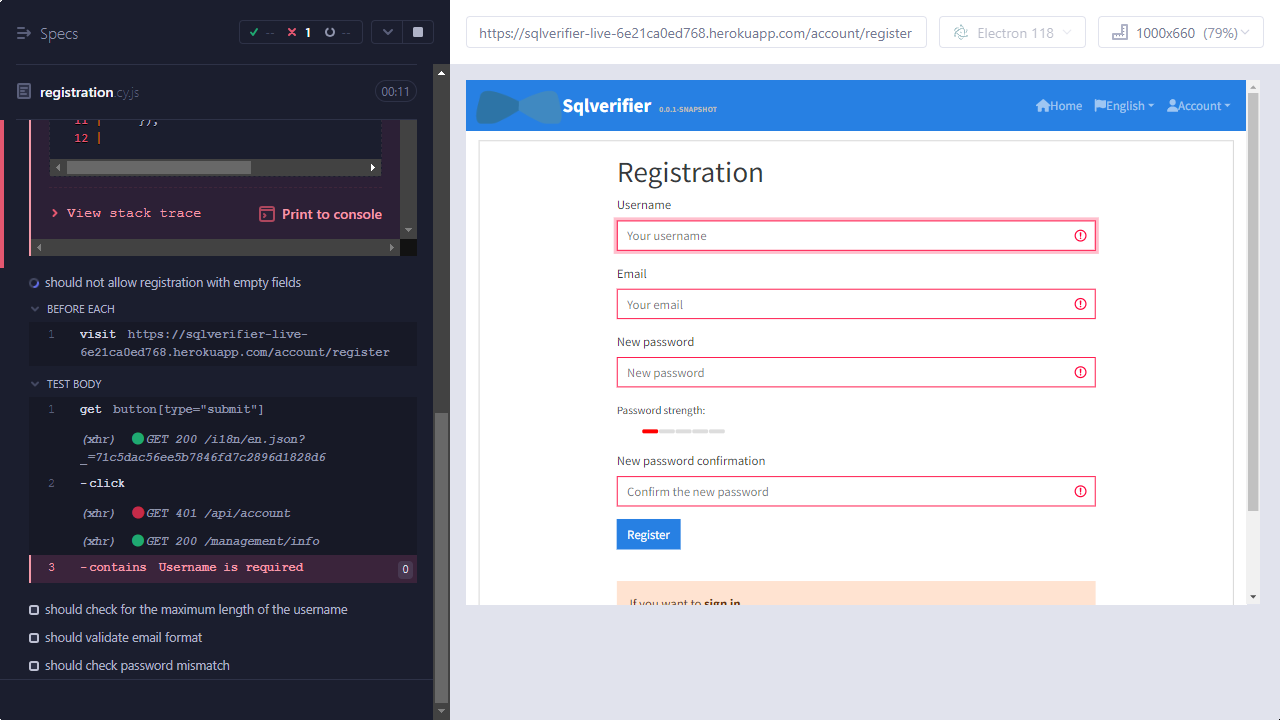 Specs
-- 1 --
registration.cy.js 00:11
11 | });
12 |
View stack trace
Print to console
should not allow registration with empty fields
BEFORE EACH
1 visit https://sqlverifier-live-
6e21ca0ed768.herokuapp.com/account/register
TEST BODY
1 get button[type="submit"]
(xhr) GET 200 /i18n/en.json?
_=71c5dac56ee5b7846fd7c2896d1828d6
2 -click
(xhr) GET 401 /api/account
(xhr) GET 200 /management/info
3 -contains Username is required 0
should check for the maximum length of the username
should validate email format
should check password mismatch
https://sqlverifier-live-6e21ca0ed768.herokuapp.com/account/register
Electron 118
1000x660 (79%)
Sqlverifier 0.0.1-SNAPSHOT
Home
English
Account
Registration
Username
Your username
Email
Your email
New password
New password
Password strength:
New password confirmation
Confirm the new password
Register
If you want to sign in